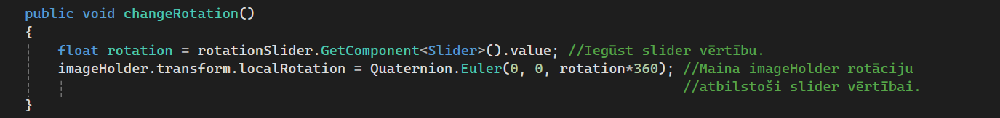 public void changeRotation()
{
float rotation = rotationSlider.GetComponent<Slider>().value; //Iegūst slider vērtību.
imageHolder.transform.localRotation = Quaternion.Euler(0, 0, rotation*360); //Maina imageHolder rotāciju
//atbilstoši slider vērtībai.
}